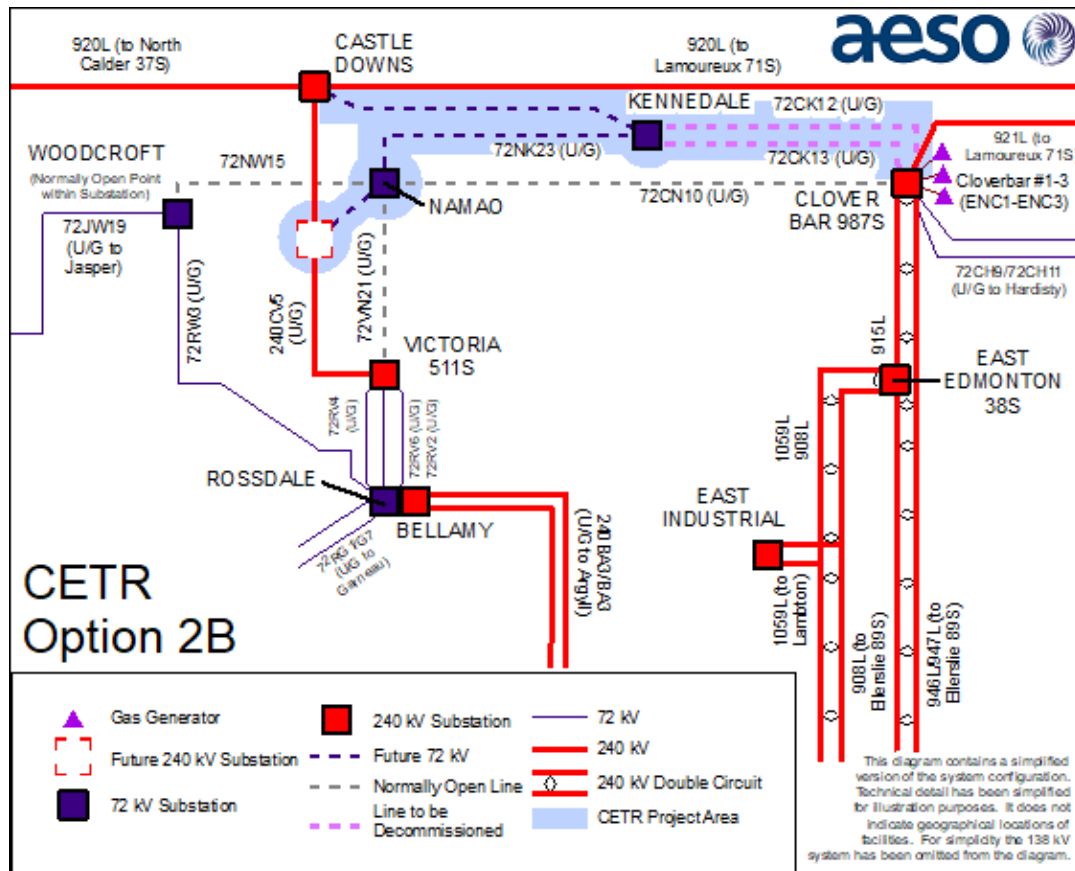 920L (to North
Calder 37S)
CASTLE
DOWNS
920L (to
Lamoureux 71S)
aeso
KENNEDALE
72CK12 (U/G)
921L (to
Lamoureux 71S
WOODCROFT
(Normally Open Point
within Substation)
72NW15
72NK23 (U/G)
72CK13 (U/G)
Cloverbar #1-3
(ENC1-ENC3)
NAMAO
72CN10 (U/G)
CLOVER
BAR 987S
72JW19
(U/G to
Jasper)
72RW3 (U/G)
240CV5
(U/G)
72VN21 (U/G)
72CH9/72CH11
(U/G to Hardisty)
VICTORIA
511S
915L
EAST
EDMONTON
38S
72RV4
(U/G)
72RV6 (U/G)
72RV2 (U/G)
1059L
908L
ROSSDALE
BELLAMY
EAST
INDUSTRIAL
(U/G to
Garneau)
240BA3/BA3
(U/G to Argyll)
1059L (to
Lambton)
908L (to
Ellerslie 89S)
946L/947L (to
Ellerslie 89S)
CETR
Option 2B
Gas Generator
240 kV Substation
72 kV
Future 240 kV Substation
Future 72 kV
240 kV
Normally Open Line
240 kV Double Circuit
72 kV Substation
Line to be
Decommissioned
CETR Project Area
This diagram contains a simplified
version of the system configuration.
Technical detail has been simplified
for illustration purposes. It does not
indicate geographical locations of
facilities. For simplicity the 138 kV
system has been omitted from the diagram.